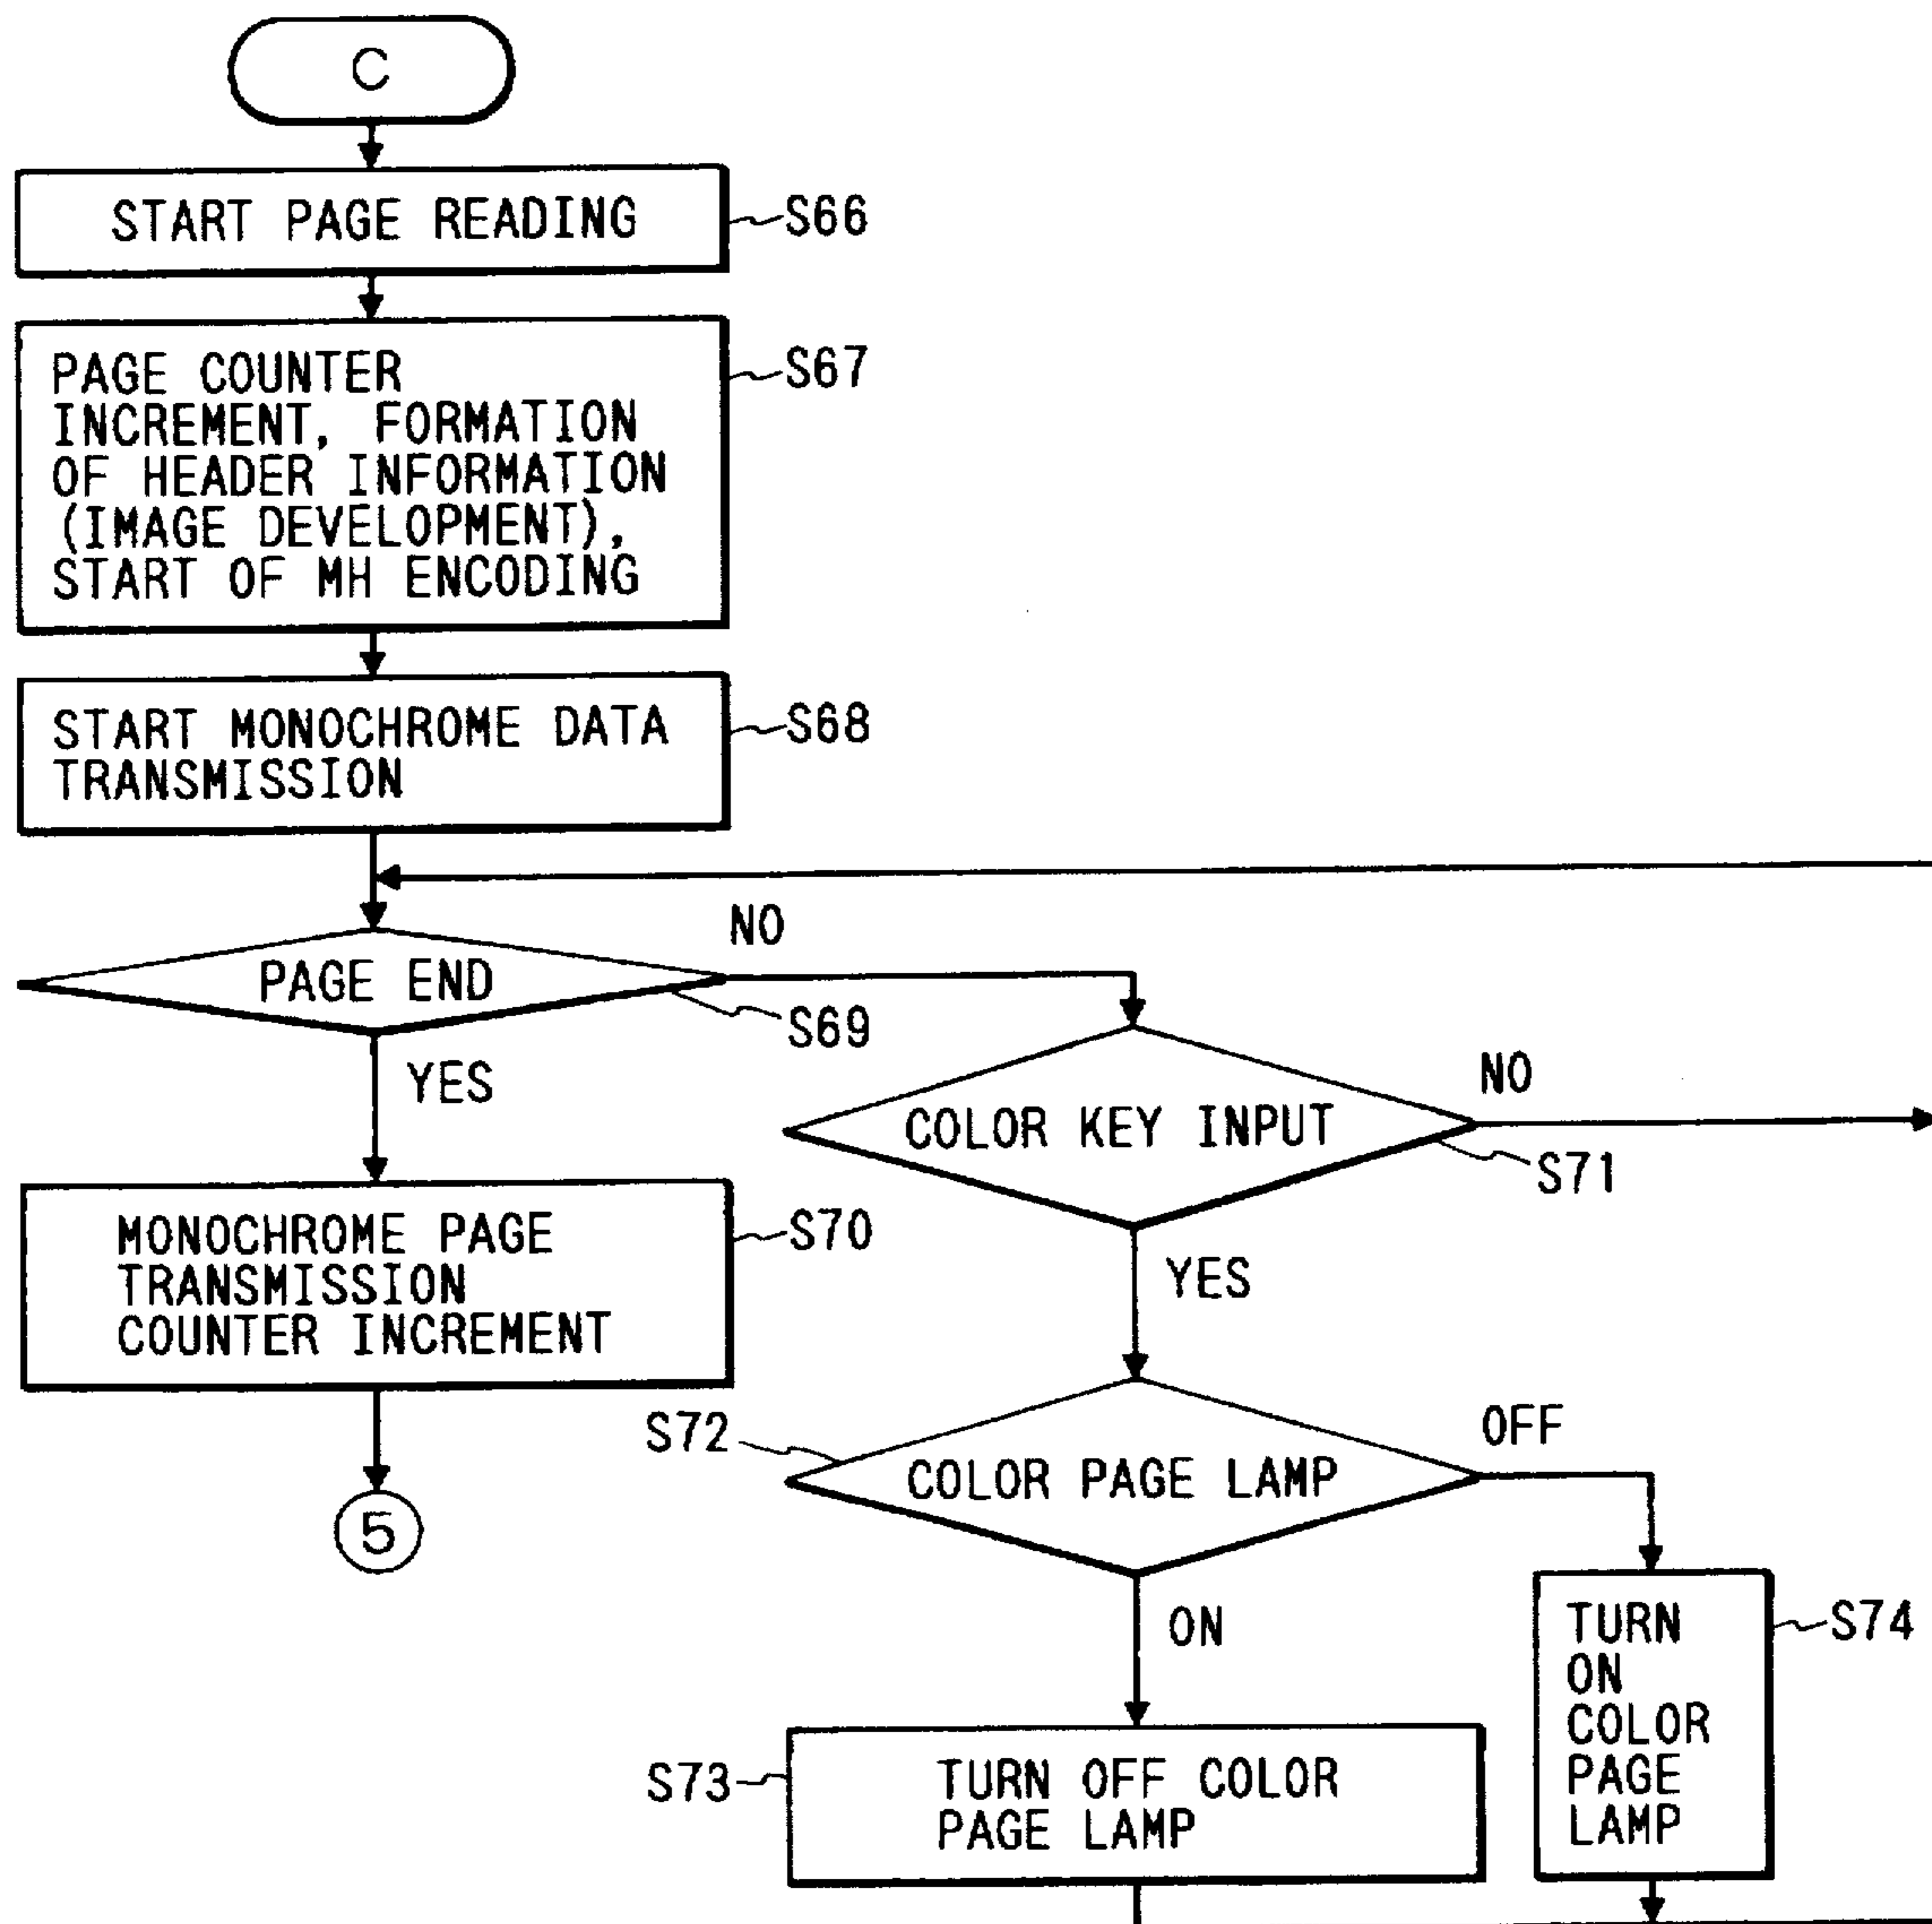 C
START PAGE READING
S66
PAGE COUNTER
INCREMENT, FORMATION
OF HEADER INFORMATION
(IMAGE DEVELOPMENT),
START OF MH ENCODING
S67
START MONOCHROME DATA
TRANSMISSION
S68
PAGE END
NO
S69
YES
COLOR KEY INPUT
NO
S71
MONOCHROME PAGE
TRANSMISSION
COUNTER INCREMENT
S70
YES
5
S72
COLOR PAGE LAMP
OFF
ON
TURN
ON
COLOR
PAGE
LAMP
S74
S73
TURN OFF COLOR
PAGE LAMP